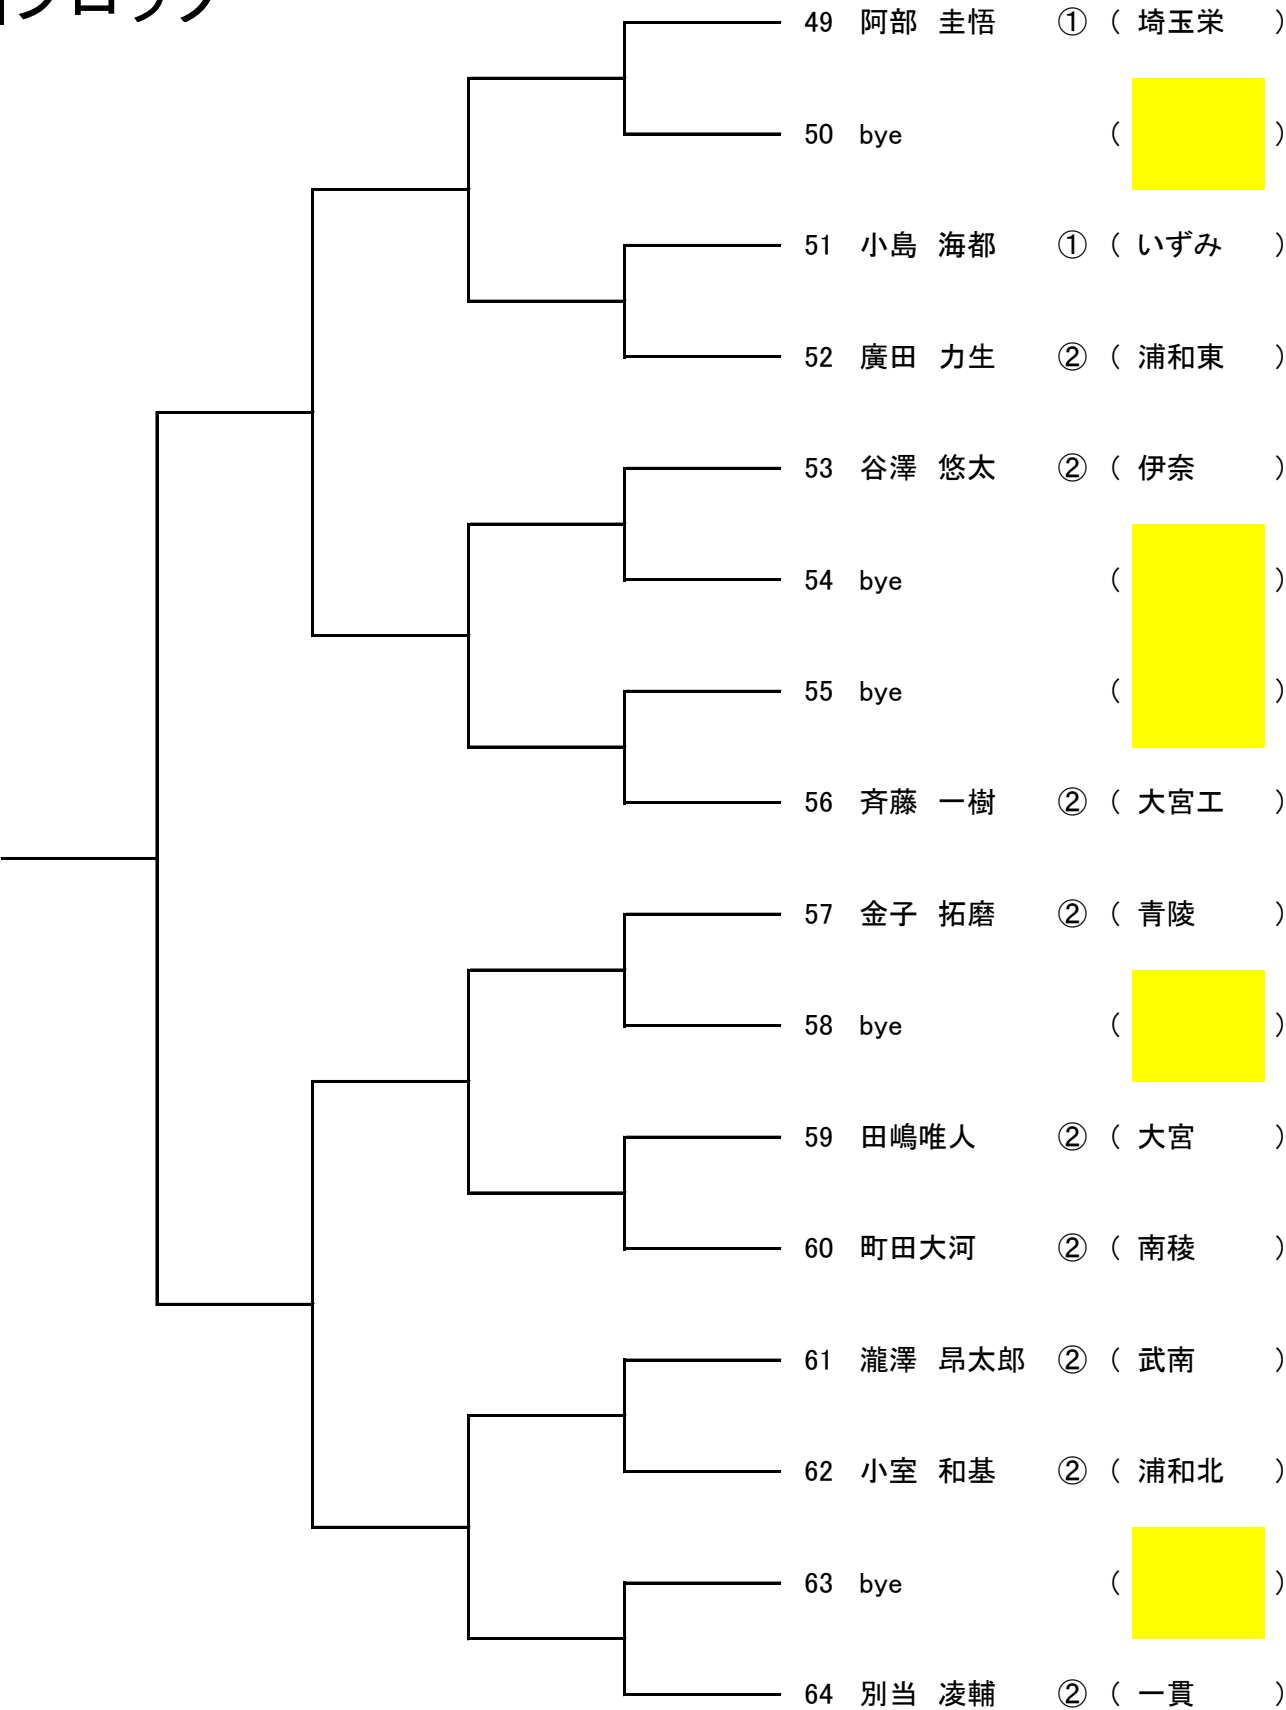 ブロック
49 阿部 圭悟 ① ( 埼玉栄 )
50 bye ( )
51 小島 海都 ① ( いずみ )
52 廣田 力生 ② ( 浦和東 )
53 谷澤 悠太 ② ( 伊奈 )
54 bye ( )
55 bye ( )
56 斉藤 一樹 ② ( 大宮工 )
57 金子 拓磨 ② ( 青陵 )
58 bye ( )
59 田嶋唯人 ② ( 大宮 )
60 町田大河 ② ( 南稜 )
61 瀧澤 昂太郎 ② ( 武南 )
62 小室 和基 ② ( 浦和北 )
63 bye ( )
64 別当 凌輔 ② ( 一貫 )